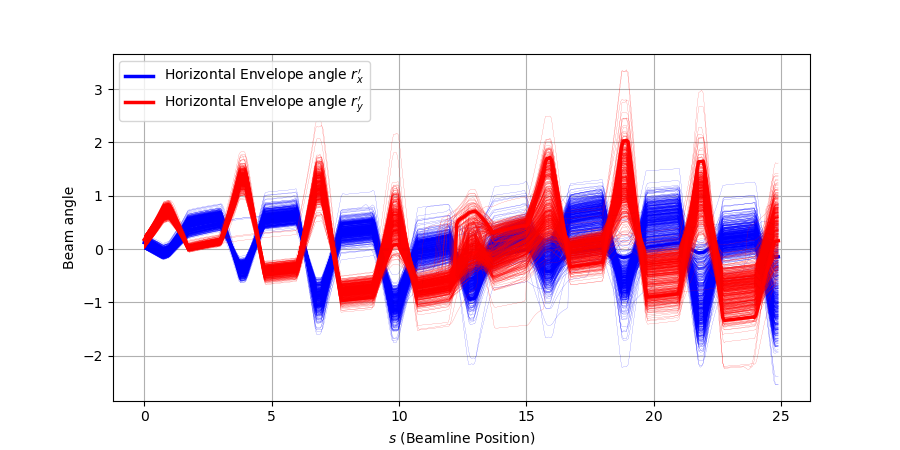 Horizontal Envelope angle r′ₓ
Horizontal Envelope angle r′ᵧ
Beam angle
3
2
1
0
−1
−2
0 5 10 15 20 25
s (Beamline Position)